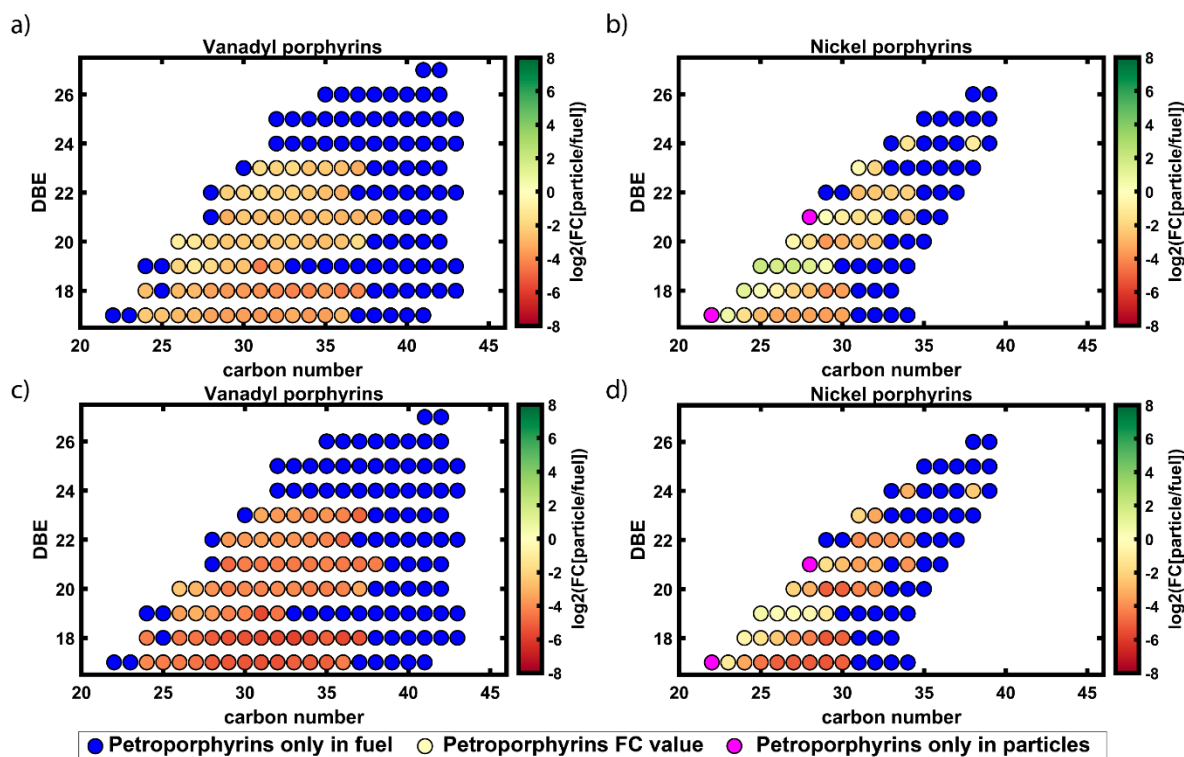 a)
Vanadyl porphyrins
DBE
26
24
22
20
18
20 25 30 35 40 45
carbon number
8
6
4
2
0
-2
-4
-6
-8
log2(FC[particle/fuel])
b)
Nickel porphyrins
DBE
26
24
22
20
18
20 25 30 35 40 45
carbon number
8
6
4
2
0
-2
-4
-6
-8
log2(FC[particle/fuel])
c)
Vanadyl porphyrins
DBE
26
24
22
20
18
20 25 30 35 40 45
carbon number
8
6
4
2
0
-2
-4
-6
-8
log2(FC[particle/fuel])
d)
Nickel porphyrins
DBE
26
24
22
20
18
20 25 30 35 40 45
carbon number
8
6
4
2
0
-2
-4
-6
-8
log2(FC[particle/fuel])
Petroporphyrins only in fuel Petroporphyrins FC value Petroporphyrins only in particles